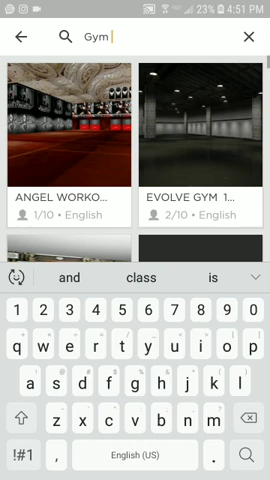 23% 4:51 PM
Gym
ANGEL WORKO...
1/10 • English
EVOLVE GYM 1...
2/10 • English
and class is
1 2 3 4 5 6 7 8 9 0
q w e r t y u i o p
a s d f g h j k l
z x c v b n m
!#1 , English (US) .